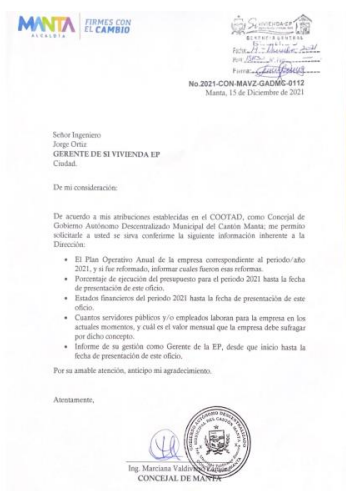 MANTA
ALCALDÍA
FIRMES CON
EL CAMBIO
VIVIENDA-EP
Fecha:
No.2021-CON-MAVZ-GADMC-0112
Manta, 15 de Diciembre de 2021
Señor Ingeniero
Jorge Ortiz
GERENTE DE SI VIVIENDA EP
Ciudad.
De mi consideración:
De acuerdo a mis atribuciones establecidas en el COOTAD, como Concejal de
Gobierno Autónomo Descentralizado Municipal del Cantón Manta; me permito
solicitarle a usted se sirva conferirme la siguiente información inherente a la
Dirección:
• El Plan Operativo Anual de la empresa correspondiente al periodo/año
2021, y si fue reformado, informar cuales fueron esas reformas.
• Porcentaje de ejecución del presupuesto para el periodo 2021 hasta la fecha
de presentación de este oficio.
• Estados financieros del periodo 2021 hasta la fecha de presentación de este
oficio.
• Cuantos servidores públicos y/o empleados laboran para la empresa en los
actuales momentos, y cuál es el valor mensual que la empresa debe sufragar
por dicho concepto.
• Informe de su gestión como Gerente de la EP, desde que inicio hasta la
fecha de presentación de este oficio.
Por su amable atención, anticipo mi agradecimiento.
Atentamente,
Ing. Marciana Valdivieso
CONCEJAL DE MANTA